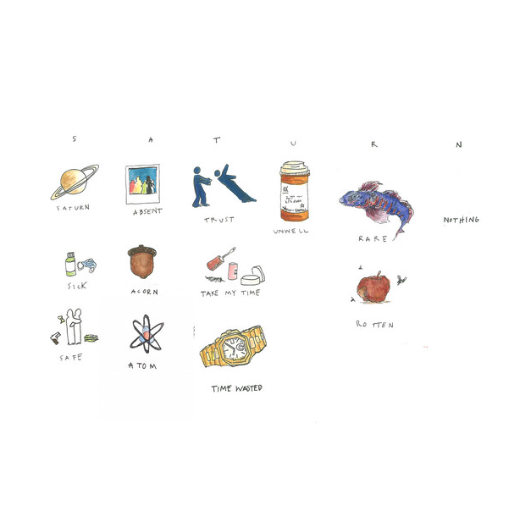 S A T U R N
SATURN
ABSENT
TRUST
UNWELL
RARE
NOTHING
SICK
ACORN
TAKE MY TIME
ROTTEN
SAFE
ATOM
TIME WASTED